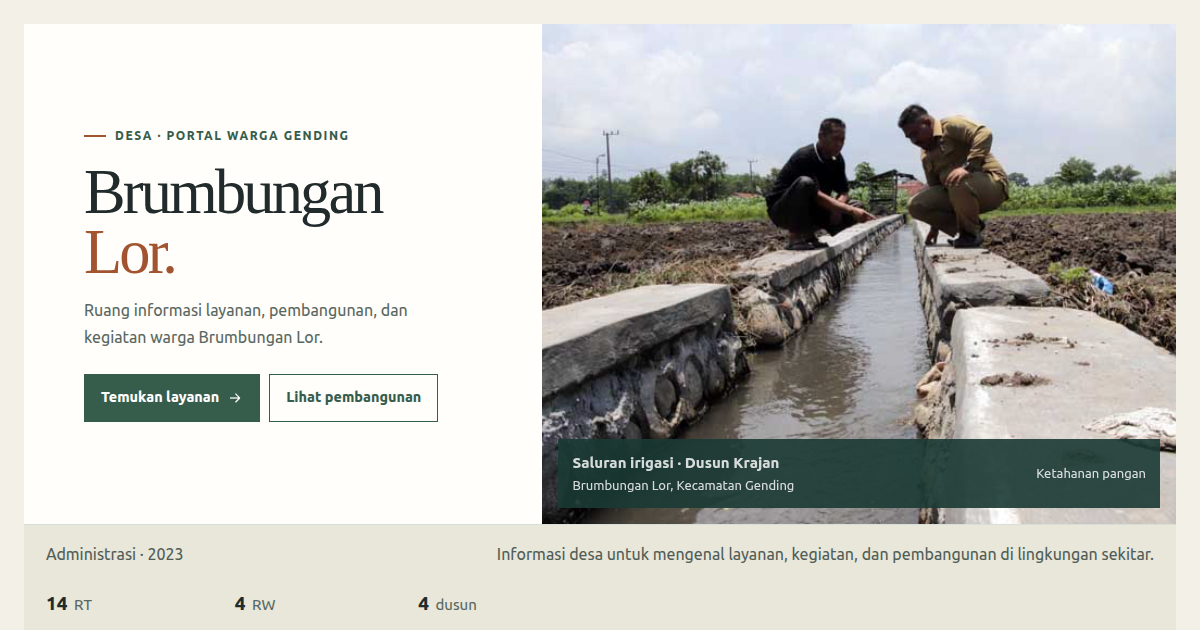 DESA · PORTAL WARGA GENDING
Brumbungan
Lor.
Ruang informasi layanan, pembangunan, dan
kegiatan warga Brumbungan Lor.
Temukan layanan →
Lihat pembangunan
Saluran irigasi · Dusun Krajan
Brumbungan Lor, Kecamatan Gending
Ketahanan pangan
Administrasi · 2023
Informasi desa untuk mengenal layanan, kegiatan, dan pembangunan di lingkungan sekitar.
14 RT
4 RW
4 dusun